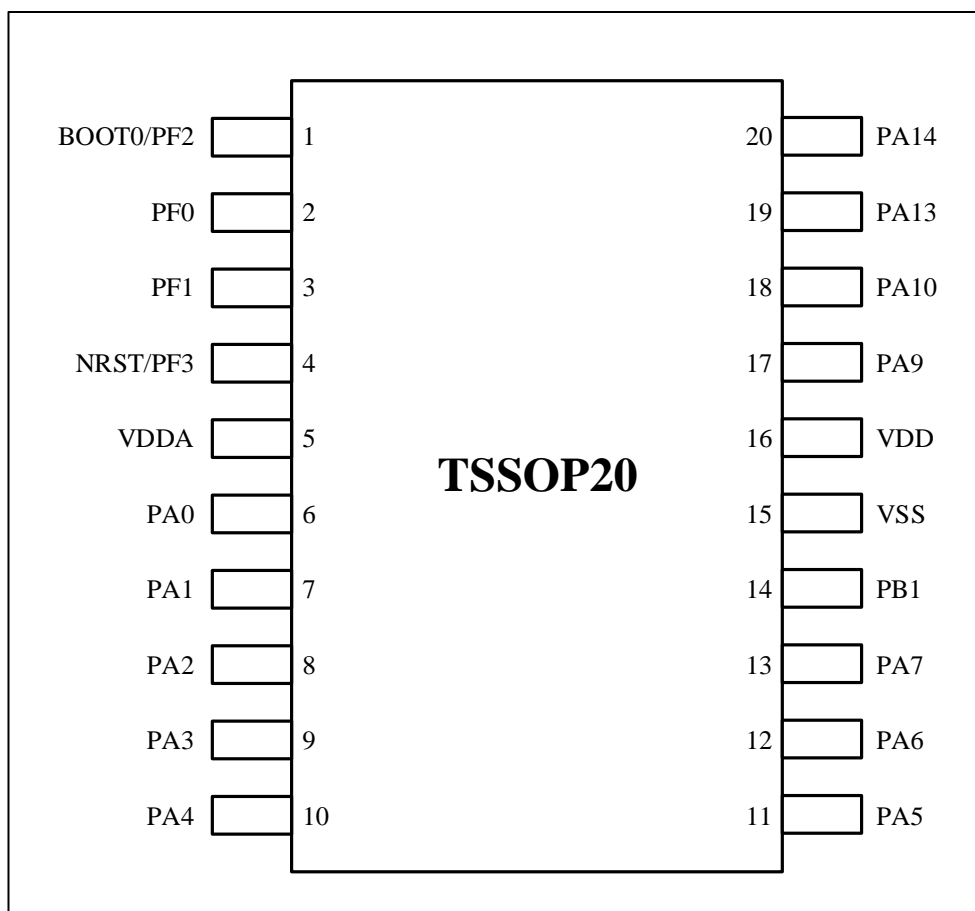 BOOT0/PF2 1 20 PA14
PF0 2 19 PA13
PF1 3 18 PA10
NRST/PF3 4 17 PA9
VDDA 5 16 VDD
TSSOP20
PA0 6 15 VSS
PA1 7 14 PB1
PA2 8 13 PA7
PA3 9 12 PA6
PA4 10 11 PA5